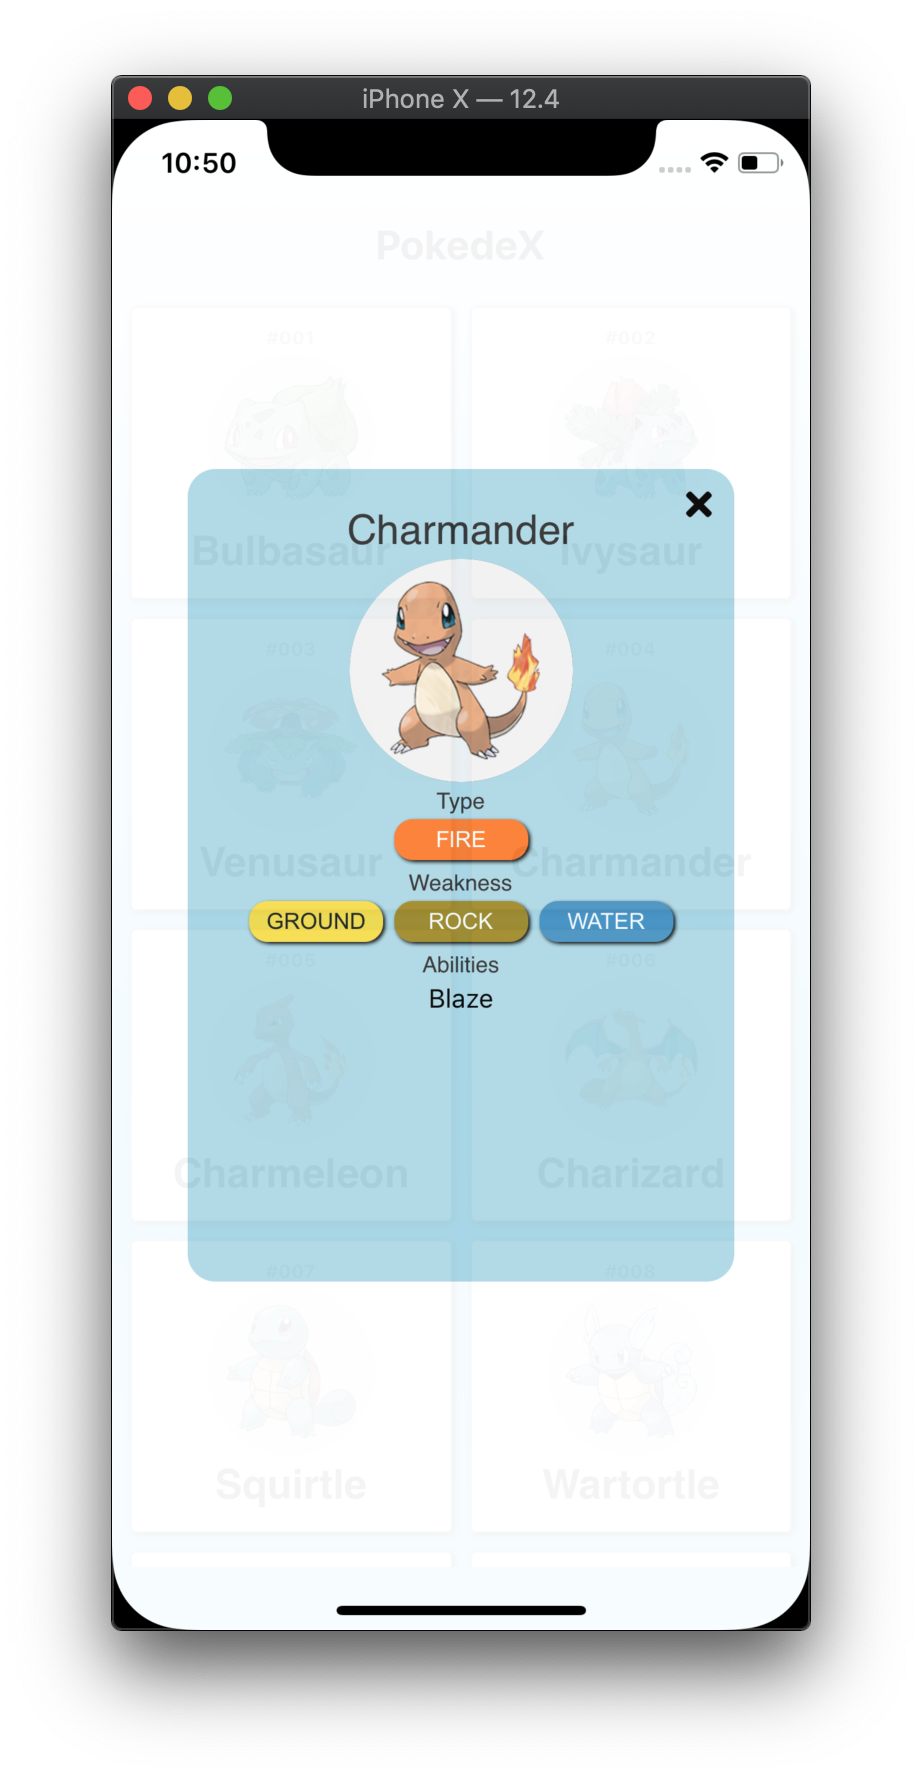 iPhone X — 12.4
10:50
PokedeX
#001 #002
Charmander
Bulbasaur Ivysaur
#003 #004
Type
FIRE
Venusaur Charmander
Weakness
GROUND ROCK WATER
#005 #006
Abilities
Blaze
Charmeleon Charizard
#007 #008
Squirtle Wartortle